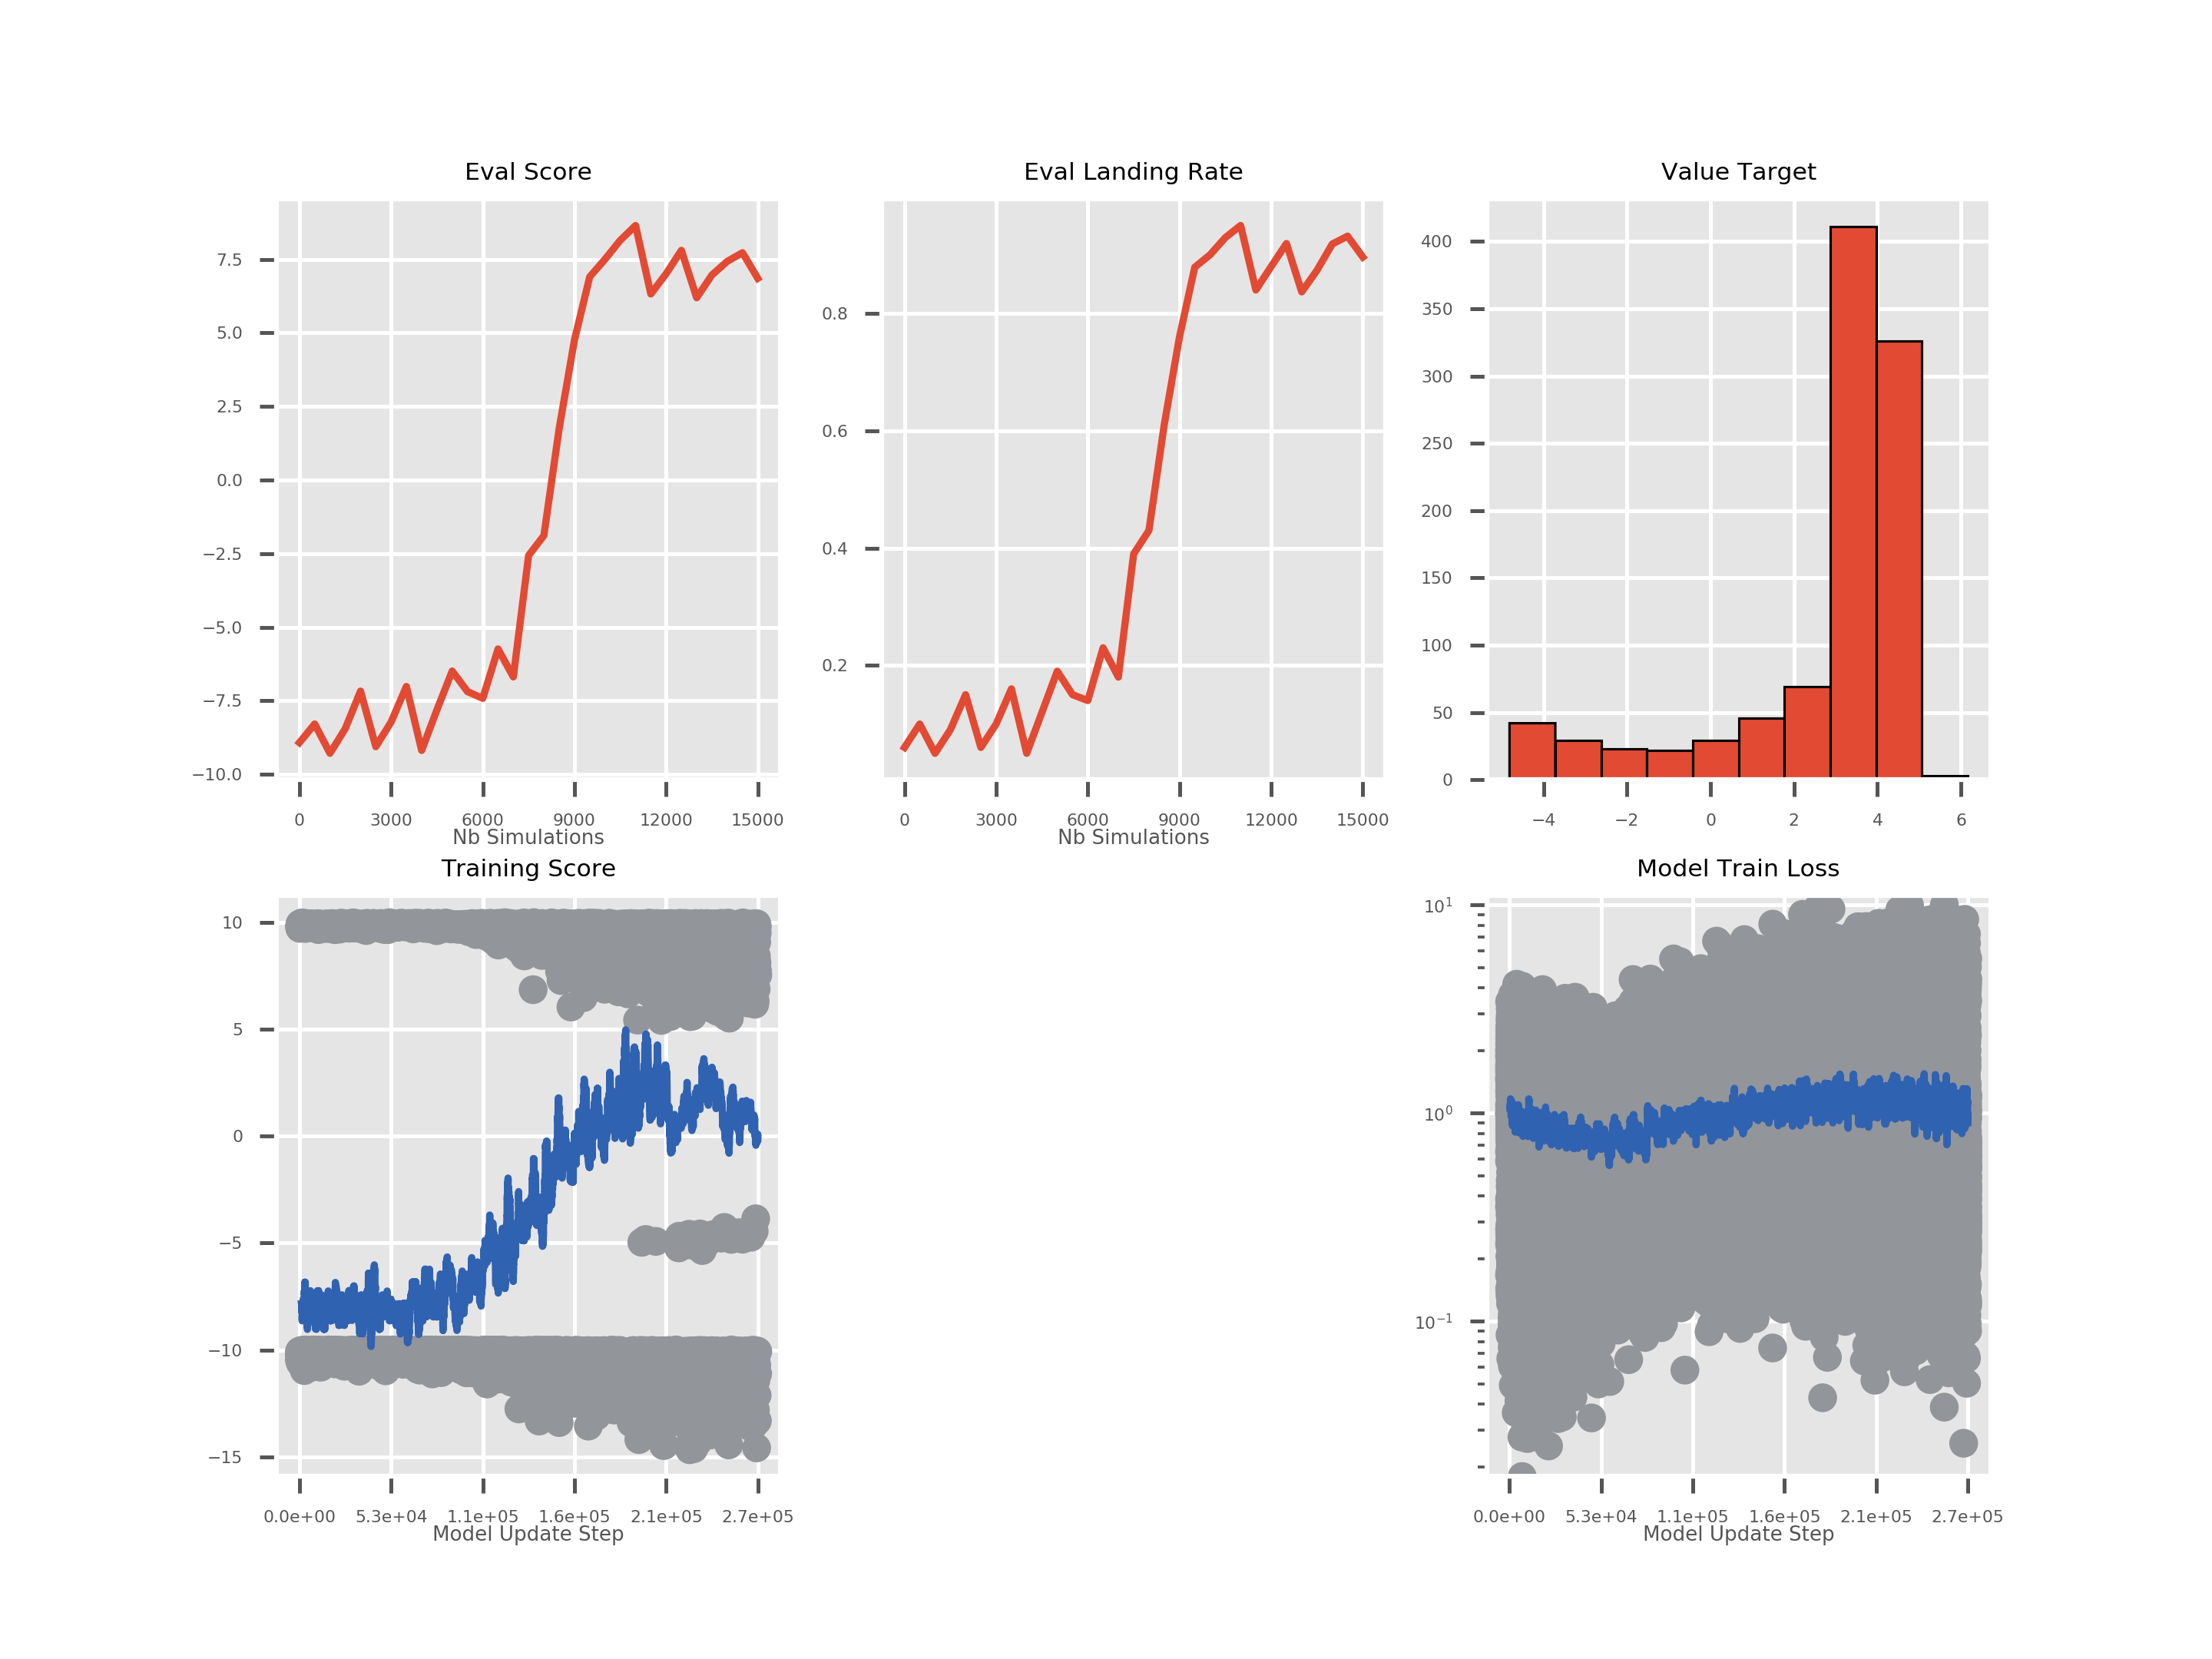 Eval Score
7.5
5.0
2.5
0.0
−2.5
−5.0
−7.5
−10.0
0 3000 6000 9000 12000 15000
Nb Simulations
Eval Landing Rate
0.8
0.6
0.4
0.2
0 3000 6000 9000 12000 15000
Nb Simulations
Value Target
400
350
300
250
200
150
100
50
0
−4 −2 0 2 4 6
Training Score
10
5
0
−5
−10
−15
0.0e+00 5.3e+04 1.1e+05 1.6e+05 2.1e+05 2.7e+05
Model Update Step
Model Train Loss
10¹
10⁰
10⁻¹
0.0e+00 5.3e+04 1.1e+05 1.6e+05 2.1e+05 2.7e+05
Model Update Step